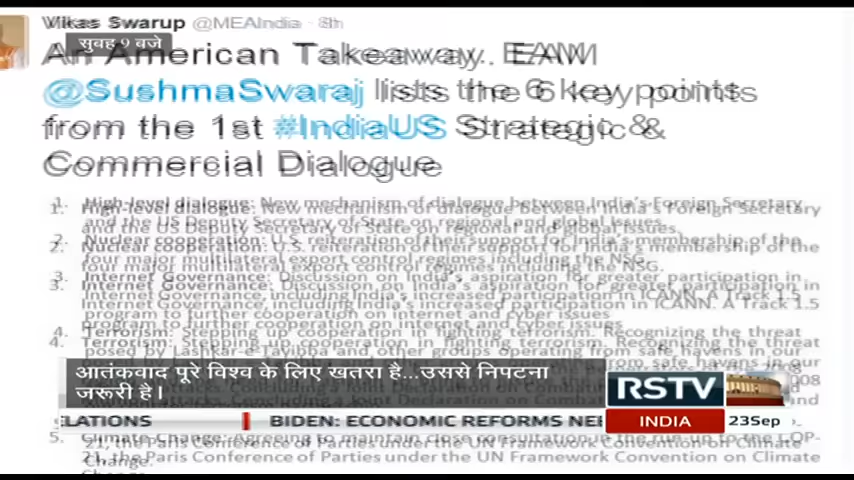 Vikas Swarup @MEAIndia · 8h
सुवह 9 वजे
An American Takeaway.. EAM
@SushmaSwaraj lists the 6 key points
from the 1st #IndiaUS Strategic &
Commercial Dialogue
1. High-level dialogue: New mechanism of dialogue between India's Foreign Secretary
and the US Deputy Secretary of State on regional and global issues.
2. Nuclear cooperation: U.S. reiteration of their support for India's membership of the
four major multilateral export control regimes including the NSG.
3. Internet Governance: Discussion on India's aspiration for greater participation in
Internet Governance, including India's increased participation in ICANN. A Track 1.5
program to further cooperation on internet and cyber issues
4. Terrorism: Stepping up cooperation in fighting terrorism. Recognizing the threat
posed by Lashkar-e-Tayibba and other groups operating from safe havens in our
आतंकवाद पूरे विश्व के लिए खतरा है...उससे निपटना
जरूरी है।
RSTV
ELATIONS
BIDEN: ECONOMIC REFORMS NEE
INDIA
23Sep
5. Climate Change: Agreeing to maintain close consultation in the run-up to the COP-
21, the Paris Conference of Parties under the UN Framework Convention on Climate
Change.